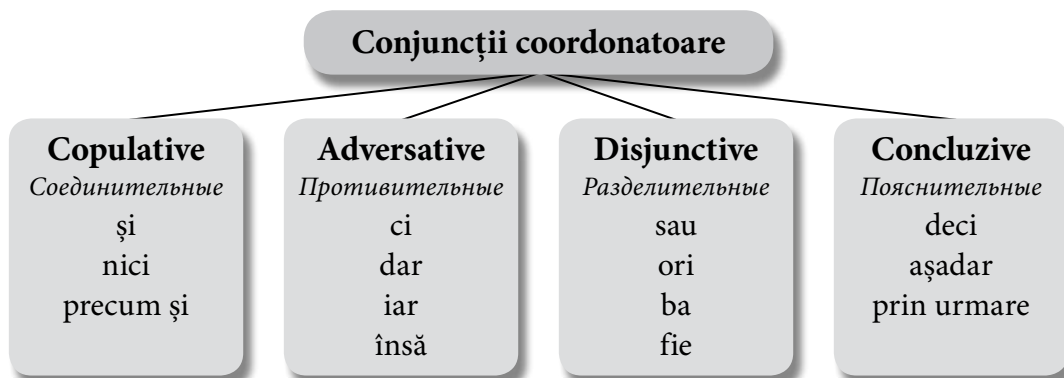 Conjuncții coordonatoare
Copulative
Соединительные
și
nici
precum și
Adversative
Противительные
ci
dar
iar
însă
Disjunctive
Разделительные
sau
ori
ba
fie
Concluzive
Пояснительные
deci
așadar
prin urmare